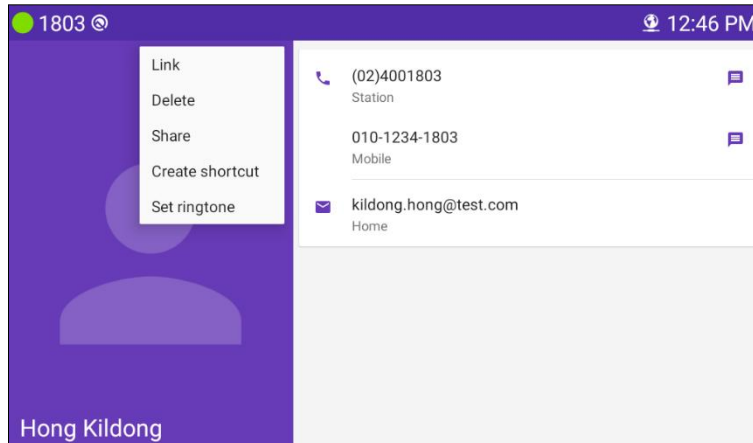 1803
12:46 PM
Link
Delete
Share
Create shortcut
Set ringtone
(02)4001803
Station
010-1234-1803
Mobile
kildong.hong@test.com
Home
Hong Kildong